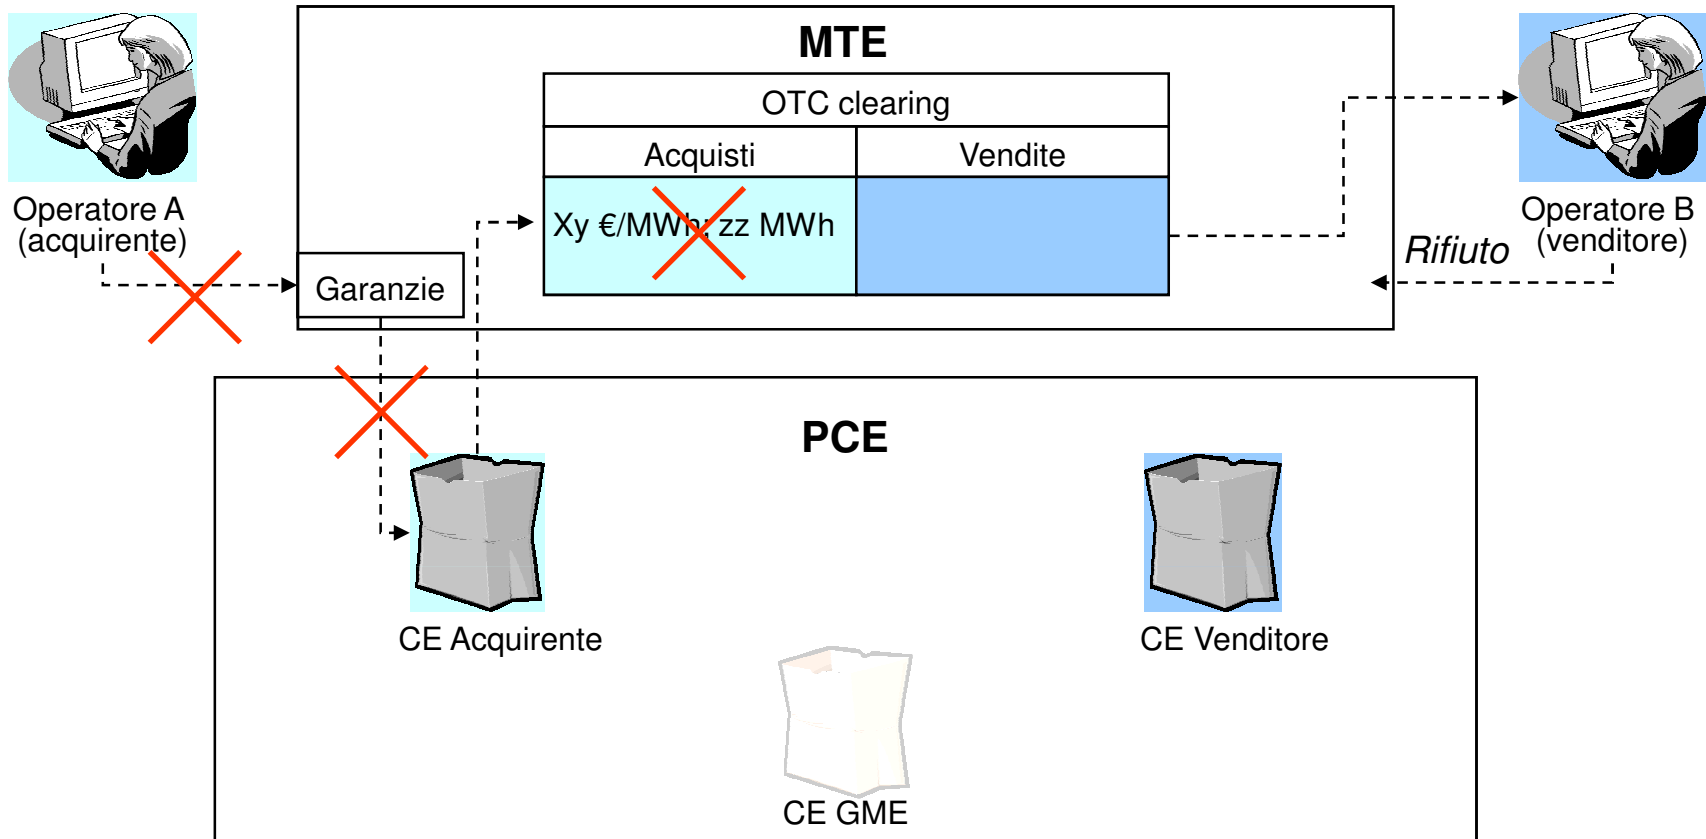 MTE
OTC clearing
Acquisti
Vendite
Xy €/MWh; zz MWh
Operatore A
(acquirente)
Operatore B
(venditore)
Rifiuto
Garanzie
PCE
CE Acquirente
CE Venditore
CE GME